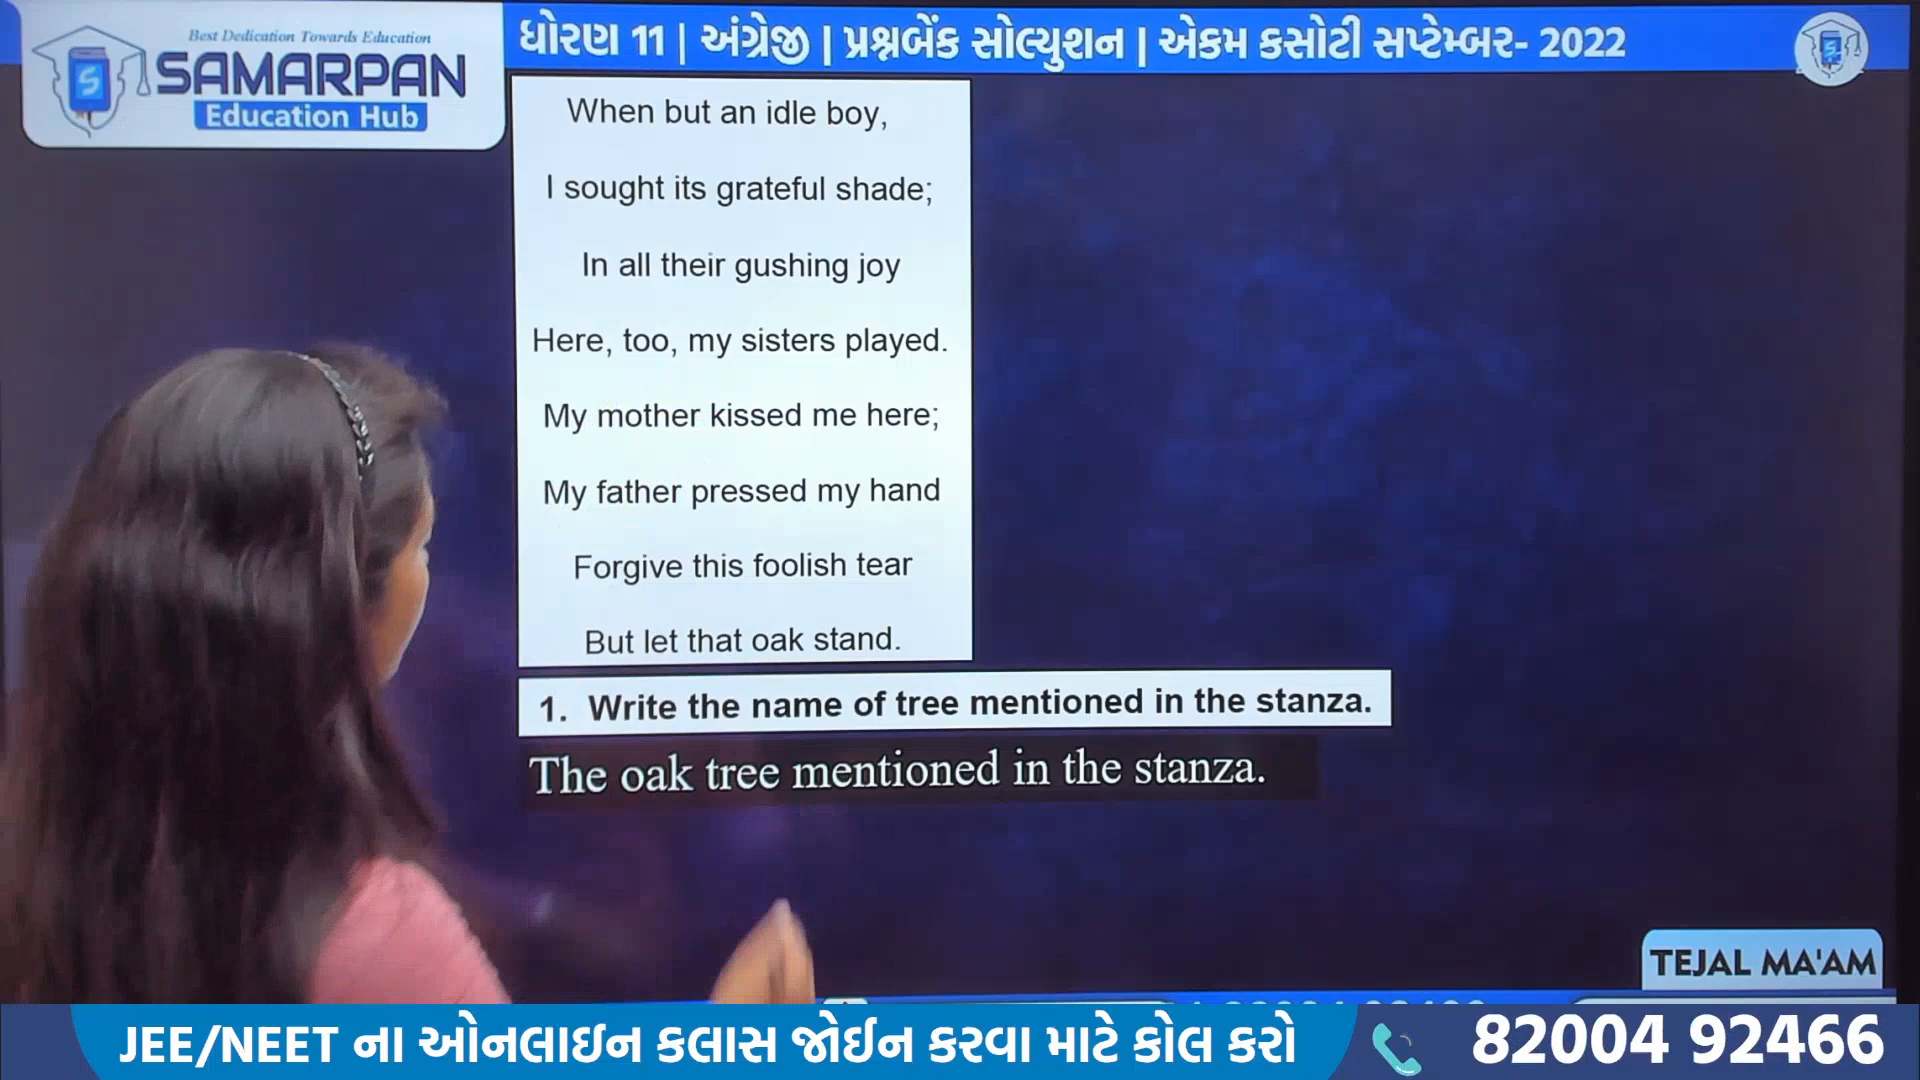 Best Dedication Towards Education
SAMARPAN
Education Hub
ધોરણ 11 | અંગ્રેજી | પ્રશ્નબેંક સોલ્યુશન | એકમ કસોટી સપ્ટેમ્બર- 2022
When but an idle boy,
I sought its grateful shade;
In all their gushing joy
Here, too, my sisters played.
My mother kissed me here;
My father pressed my hand
Forgive this foolish tear
But let that oak stand.
1. Write the name of tree mentioned in the stanza.
The oak tree mentioned in the stanza.
TEJAL MA'AM
JEE/NEET ના ઓનલાઇન કલાસ જોઈન કરવા માટે કોલ કરો
82004 92466